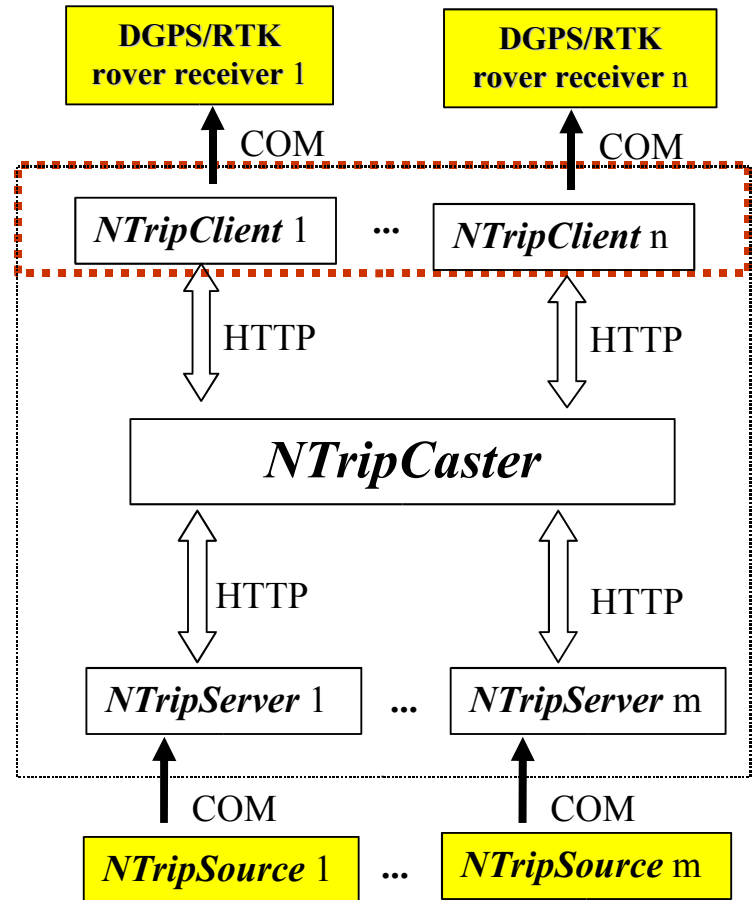 DGPS/RTK
rover receiver 1
DGPS/RTK
rover receiver n
COM
COM
NTripClient 1
...
NTripClient n
HTTP
HTTP
NTripCaster
HTTP
HTTP
NTripServer 1
...
NTripServer m
COM
COM
NTripSource 1
...
NTripSource m